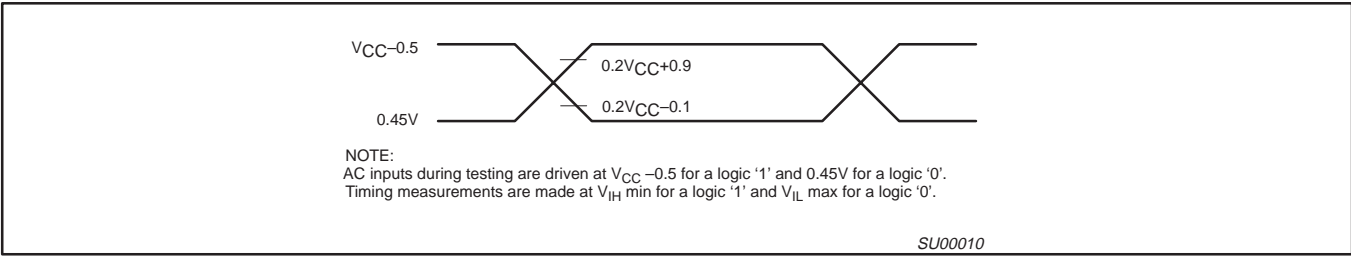 VCC–0.5
0.2VCC+0.9
0.2VCC–0.1
0.45V
NOTE:
AC inputs during testing are driven at VCC –0.5 for a logic ‘1’ and 0.45V for a logic ‘0’.
Timing measurements are made at VIH min for a logic ‘1’ and VIL max for a logic ‘0’.
SU00010